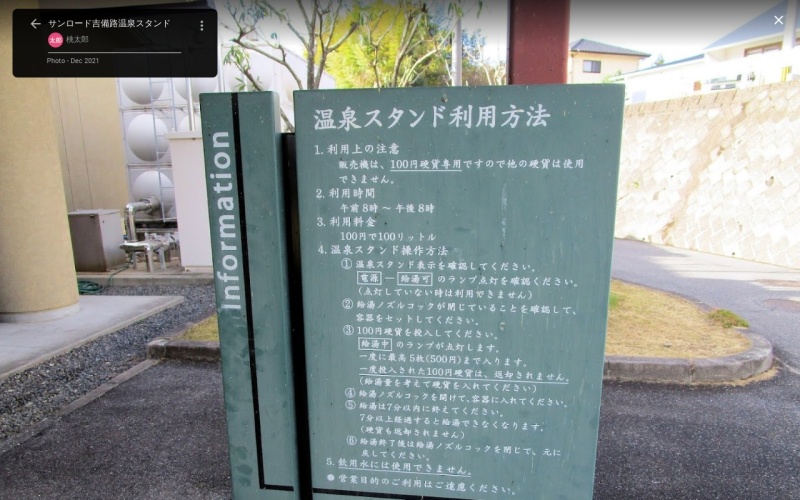 サンロード吉備路温泉スタンド
太郎 桃太郎
Photo - Dec 2021
Information
温泉スタンド利用方法
1. 利用上の注意
販売機は、100円硬貨専用ですので他の硬貨は使用
できません。
2. 利用時間
午前8時 〜 午後8時
3. 利用料金
100円で100リットル
4. 温泉スタンド操作方法
① 温泉スタンド表示を確認してください。
電源 ー 給湯可 のランプ点灯を確認ください。
(点灯していない時は利用できません)
② 給湯ノズルコックが閉じていることを確認して、
容器をセットしてください。
③ 100円硬貨を投入してください。
給湯中 のランプが点灯します。
一度に最高5枚(500円)まで入ります。
一度投入された100円硬貨は、返却されません。
(給湯量を考えて硬貨を入れてください)
④ 給湯ノズルコックを開けて、容器に入れてください。
⑤ 給湯は7分以内に終えてください。
7分以上経過すると給湯できなくなります。
(硬貨も返却されません)
⑥ 給湯終了後は給湯ノズルコックを閉じて、元に
戻してください。
5. 飲用水には使用できません。
● 営業目的のご利用はご遠慮ください。